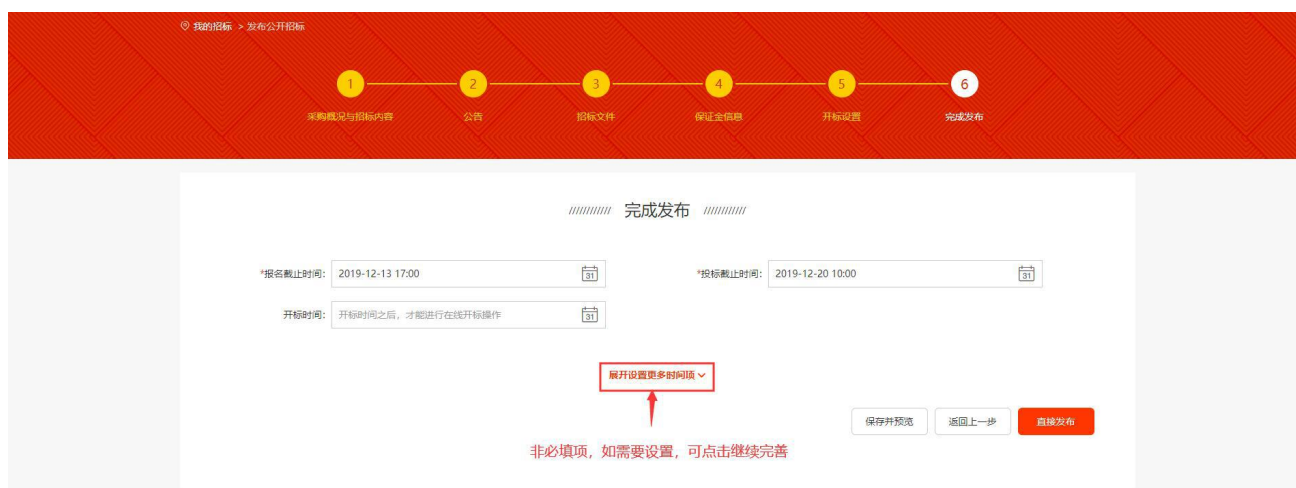 我的招标 > 发布公开招标
1 2 3 4 5 6
采购概况与招标内容 公告 招标文件 保证金信息 开标设置 完成发布
/////////// 完成发布 ///////////
*报名截止时间: 2019-12-13 17:00 31 *投标截止时间: 2019-12-20 10:00 31
开标时间: 开标时间之后，才能进行在线开标操作 31
展开设置更多时间项
保存并预览 返回上一步 直接发布
非必填项，如需要设置，可点击继续完善